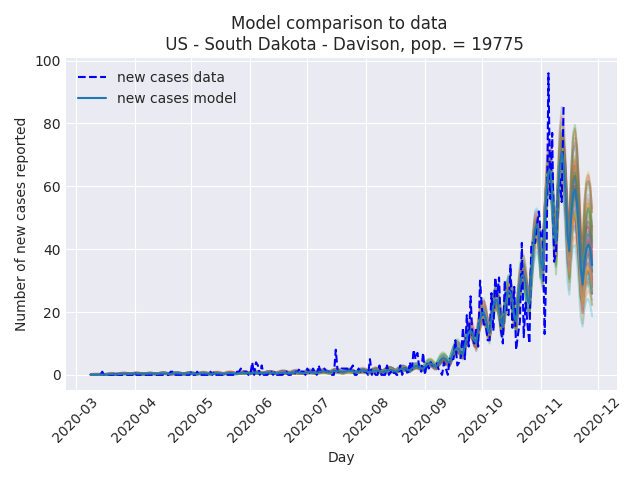 Model comparison to data
US - South Dakota - Davison, pop. = 19775
new cases data
new cases model
Number of new cases reported
100
80
60
40
20
0
2020-03
2020-04
2020-05
2020-06
2020-07
2020-08
2020-09
2020-10
2020-11
2020-12
Day